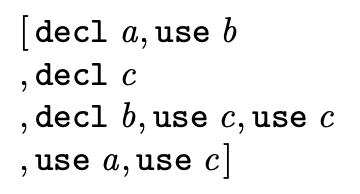 [decl a, use b
,decl c
,decl b, use c, use c
,use a, use c]